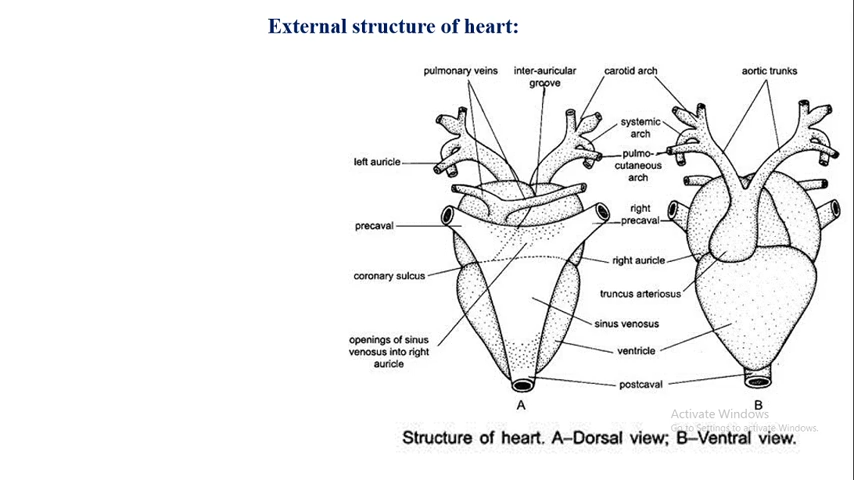 External structure of heart:
pulmonary veins
inter-auricular
groove
carotid arch
aortic trunks
systemic
arch
left auricle
pulmo-
cutaneous
arch
right
precaval
precaval
right auricle
coronary sulcus
truncus arteriosus
sinus venosus
openings of sinus
venosus into right
auricle
ventricle
postcaval
A
B
Activate Windows
Go to Settings to activate Windows.
Structure of heart. A–Dorsal view; B–Ventral view.